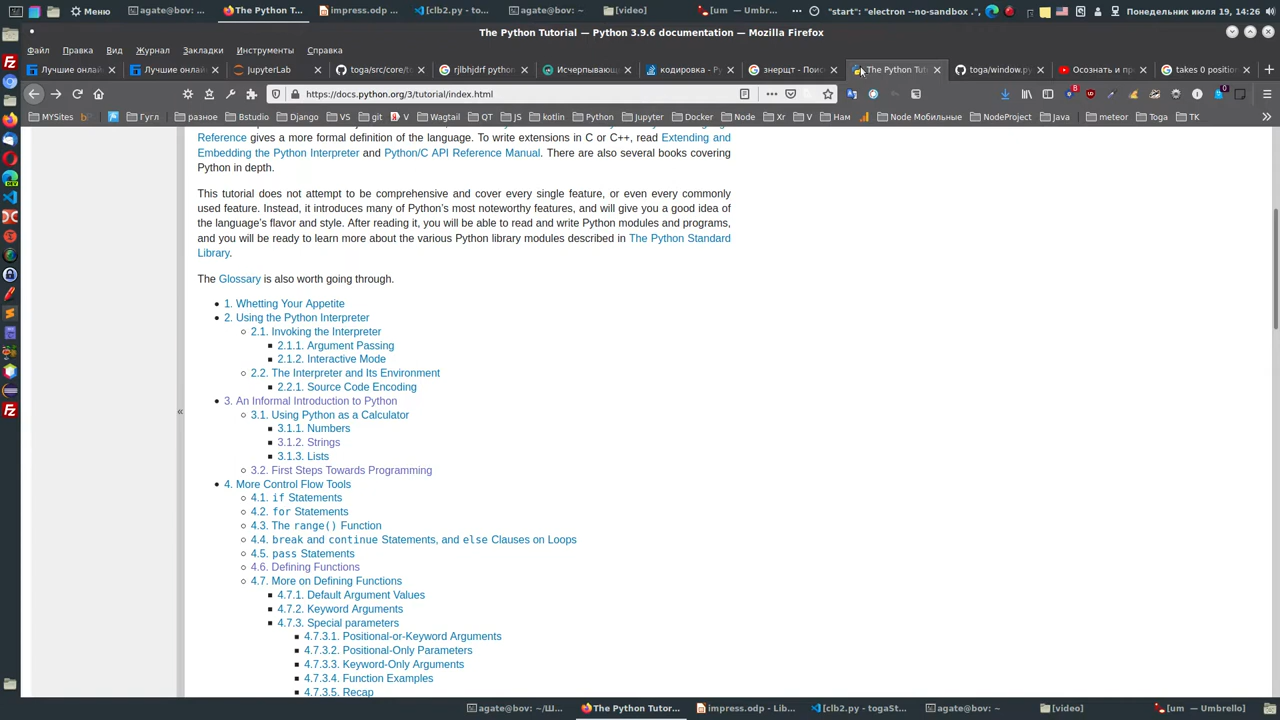 Меню
agate@bov: ~/...
The Python T...
impress.odp ...
[clb2.py - to...
agate@bov: ~
[video]
[um — Umbr...
"start": "electron --no-sandbox .",
Понедельник июля 19, 14:26
The Python Tutorial — Python 3.9.6 documentation — Mozilla Firefox
Файл Правка Вид Журнал Закладки Инструменты Справка
Лучшие онлай
Лучшие онлай
JupyterLab
toga/src/core/to
rjlbhjdrf python
Исчерпывающ
кодировка - Ру
знерщт - Поис
The Python Tuto
toga/window.py
Осознать и пр
takes 0 position
https://docs.python.org/3/tutorial/index.html
MYSites b Гугл разное Bstudio Django VS git V Wagtail QT JS kotlin Python Jupyter Docker Node Xr V Нам Node Мобильные NodeProject Java meteor Toga TK
Reference gives a more formal definition of the language. To write extensions in C or C++, read Extending and
Embedding the Python Interpreter and Python/C API Reference Manual. There are also several books covering
Python in depth.
This tutorial does not attempt to be comprehensive and cover every single feature, or even every commonly
used feature. Instead, it introduces many of Python's most noteworthy features, and will give you a good idea of
the language's flavor and style. After reading it, you will be able to read and write Python modules and programs,
and you will be ready to learn more about the various Python library modules described in The Python Standard
Library.
The Glossary is also worth going through.
1. Whetting Your Appetite
2. Using the Python Interpreter
2.1. Invoking the Interpreter
2.1.1. Argument Passing
2.1.2. Interactive Mode
2.2. The Interpreter and Its Environment
2.2.1. Source Code Encoding
3. An Informal Introduction to Python
3.1. Using Python as a Calculator
3.1.1. Numbers
3.1.2. Strings
3.1.3. Lists
3.2. First Steps Towards Programming
4. More Control Flow Tools
4.1. if Statements
4.2. for Statements
4.3. The range() Function
4.4. break and continue Statements, and else Clauses on Loops
4.5. pass Statements
4.6. Defining Functions
4.7. More on Defining Functions
4.7.1. Default Argument Values
4.7.2. Keyword Arguments
4.7.3. Special parameters
4.7.3.1. Positional-or-Keyword Arguments
4.7.3.2. Positional-Only Parameters
4.7.3.3. Keyword-Only Arguments
4.7.3.4. Function Examples
4.7.3.5. Recap
agate@bov: ~/Ш...
The Python Tutor...
impress.odp - Lib...
[clb2.py — togaSt...
agate@bov: ~
[video]
[um — Umbrello]